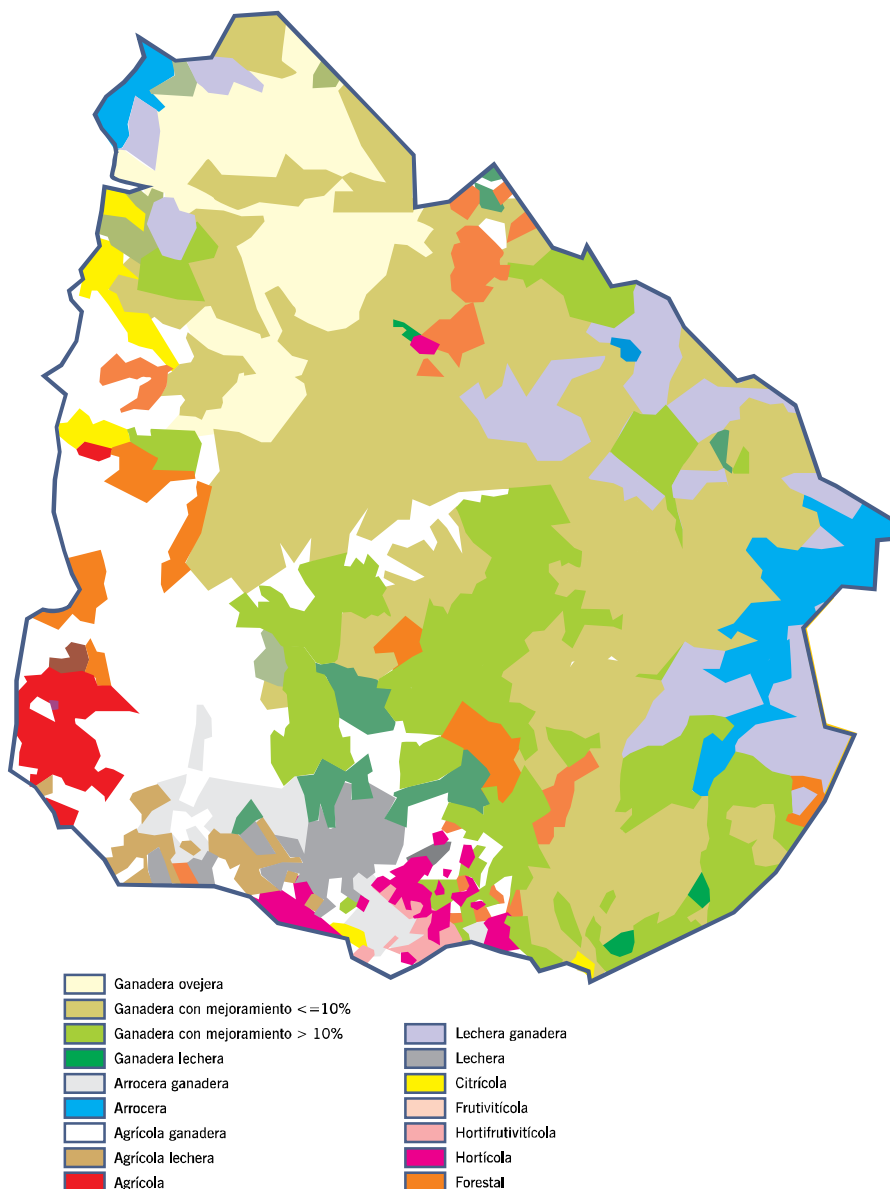 Ganadera ovejera
Ganadera con mejoramiento <=10%
Ganadera con mejoramiento > 10%
Ganadera lechera
Arrocera ganadera
Arrocera
Agrícola ganadera
Agrícola lechera
Agrícola
Lechera ganadera
Lechera
Citrícola
Frutivitícola
Hortifrutivitícola
Hortícola
Forestal